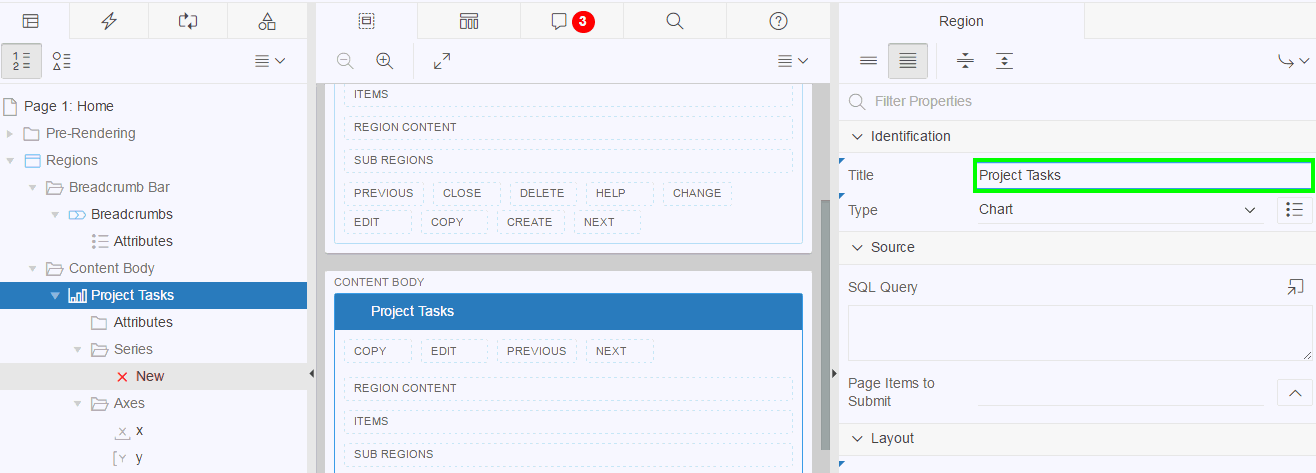 1
2
Page 1: Home
Pre-Rendering
Regions
Breadcrumb Bar
Breadcrumbs
Attributes
Content Body
Project Tasks
Attributes
Series
New
Axes
x
y
3
ITEMS
REGION CONTENT
SUB REGIONS
PREVIOUS CLOSE DELETE HELP CHANGE
EDIT COPY CREATE NEXT
CONTENT BODY
Project Tasks
COPY EDIT PREVIOUS NEXT
REGION CONTENT
ITEMS
SUB REGIONS
Region
Filter Properties
Identification
Title Project Tasks
Type Chart
Source
SQL Query
Page Items to
Submit
Layout